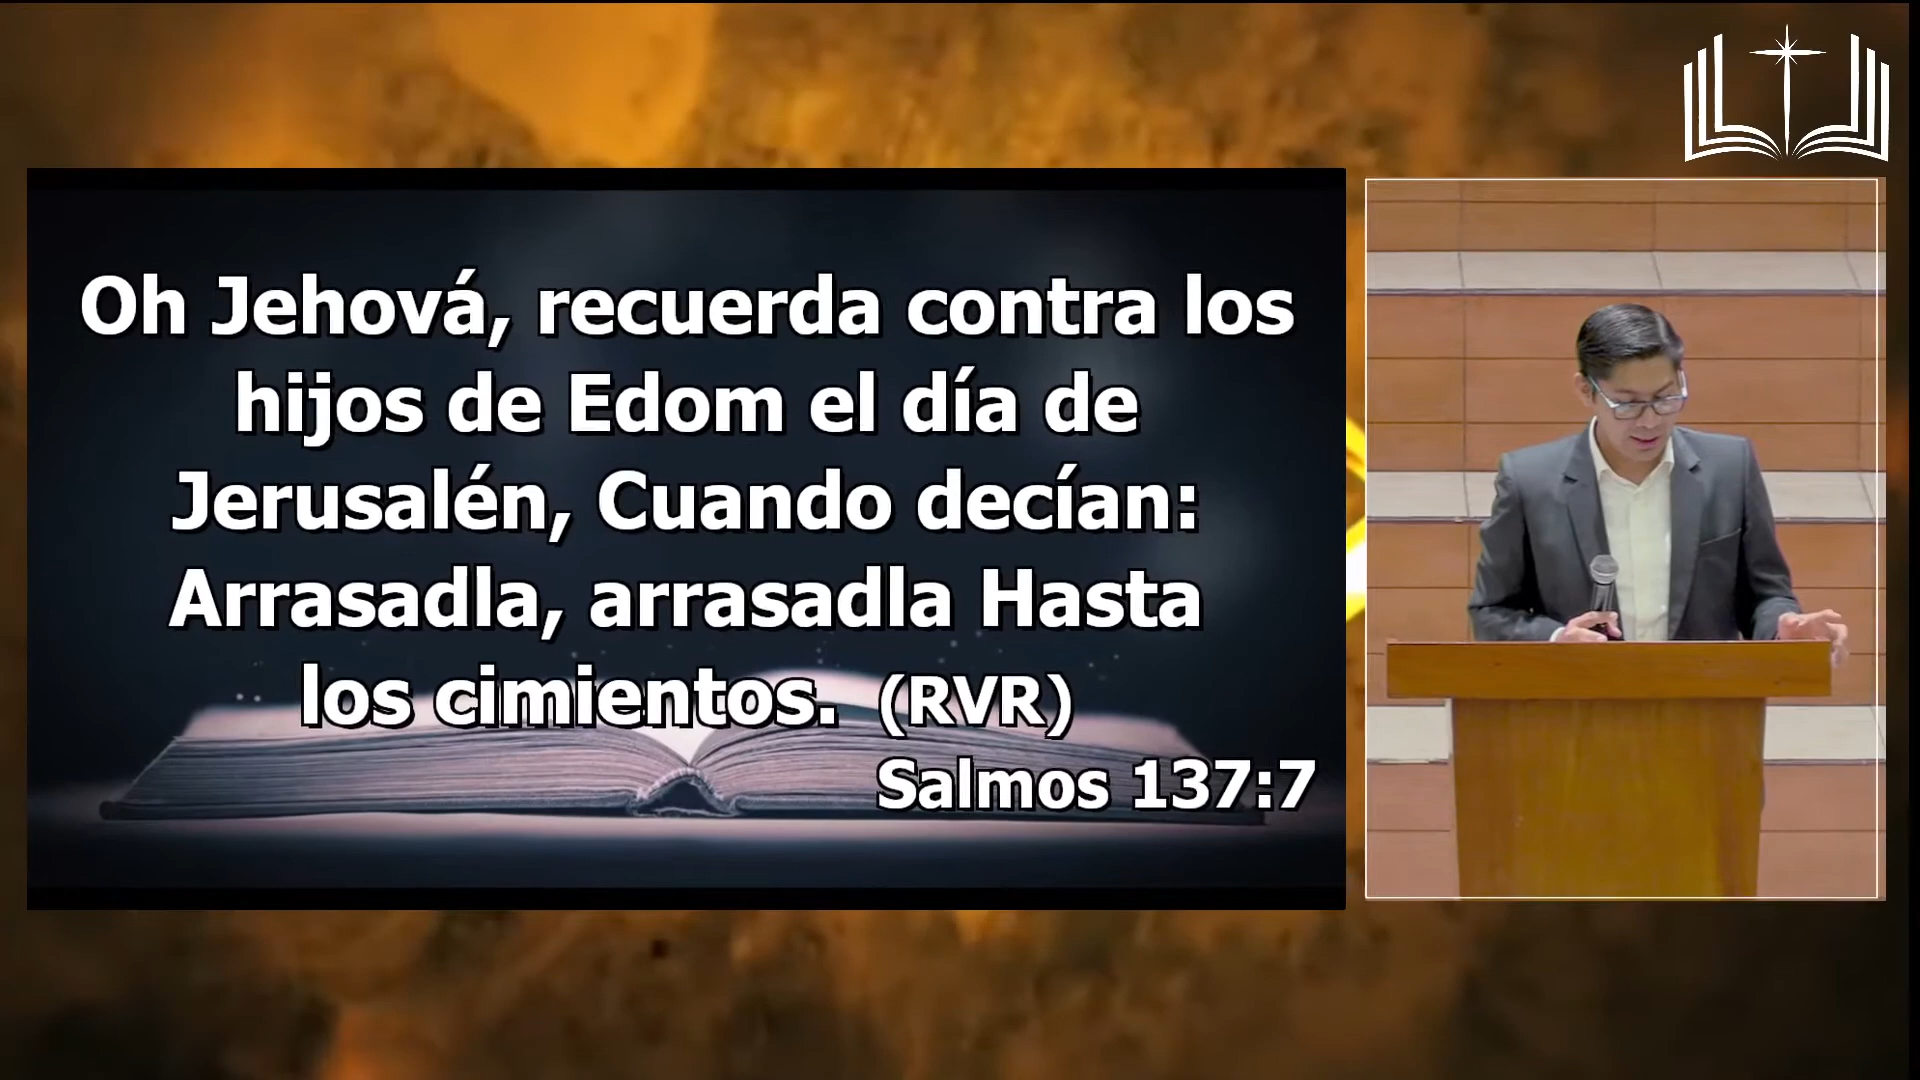 Oh Jehová, recuerda contra los
hijos de Edom el día de
Jerusalén, Cuando decían:
Arrasadla, arrasadla Hasta
los cimientos. (RVR)
Salmos 137:7